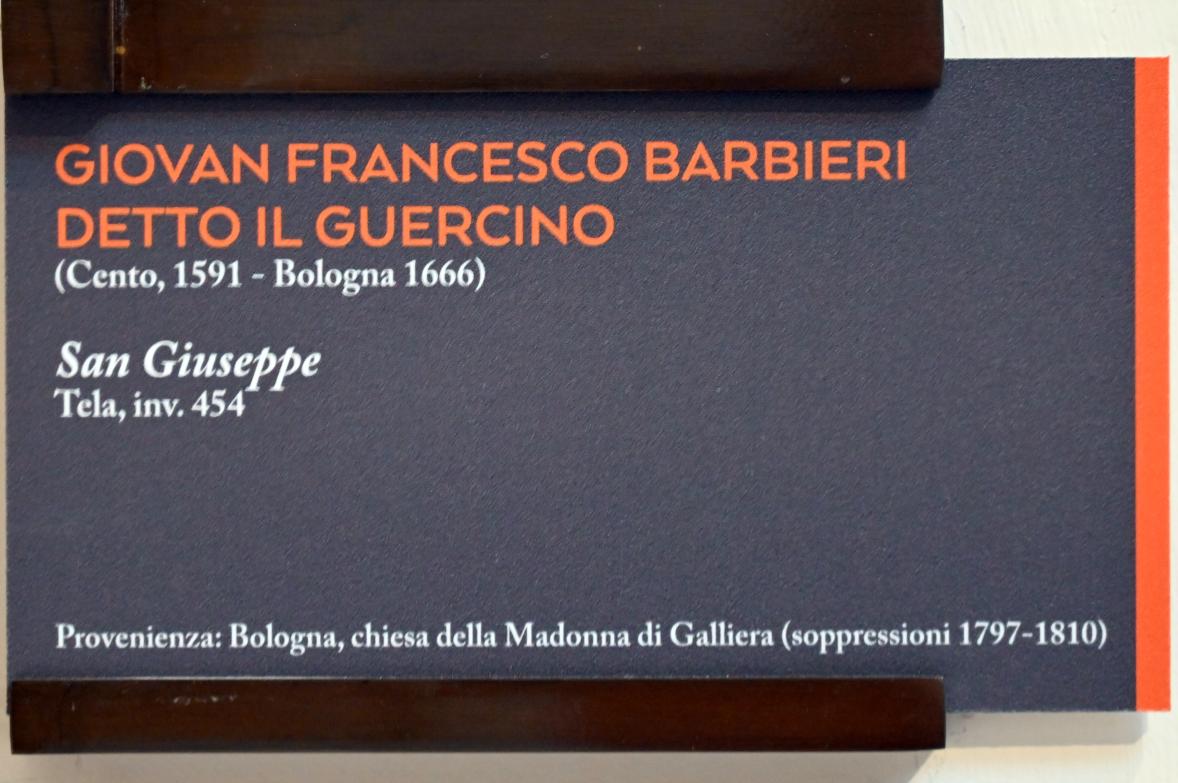 GIOVAN FRANCESCO BARBIERI
DETTO IL GUERCINO
(Cento, 1591 - Bologna 1666)
San Giuseppe
Tela, inv. 454
Provenienza: Bologna, chiesa della Madonna di Galliera (soppressioni 1797-1810)